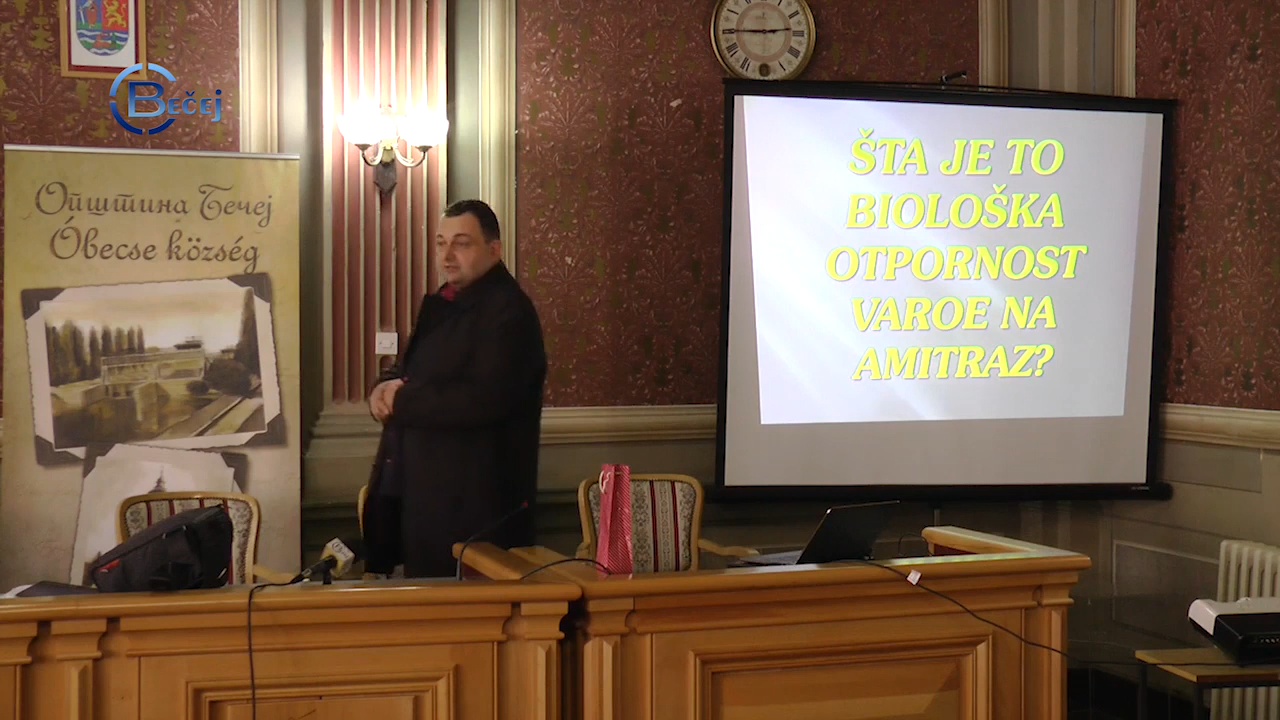 BEČEJ
Општина Бечеј
Óbecse község
ŠTA JE TO
BIOLOŠKA
OTPORNOST
VAROE NA
AMITRAZ?